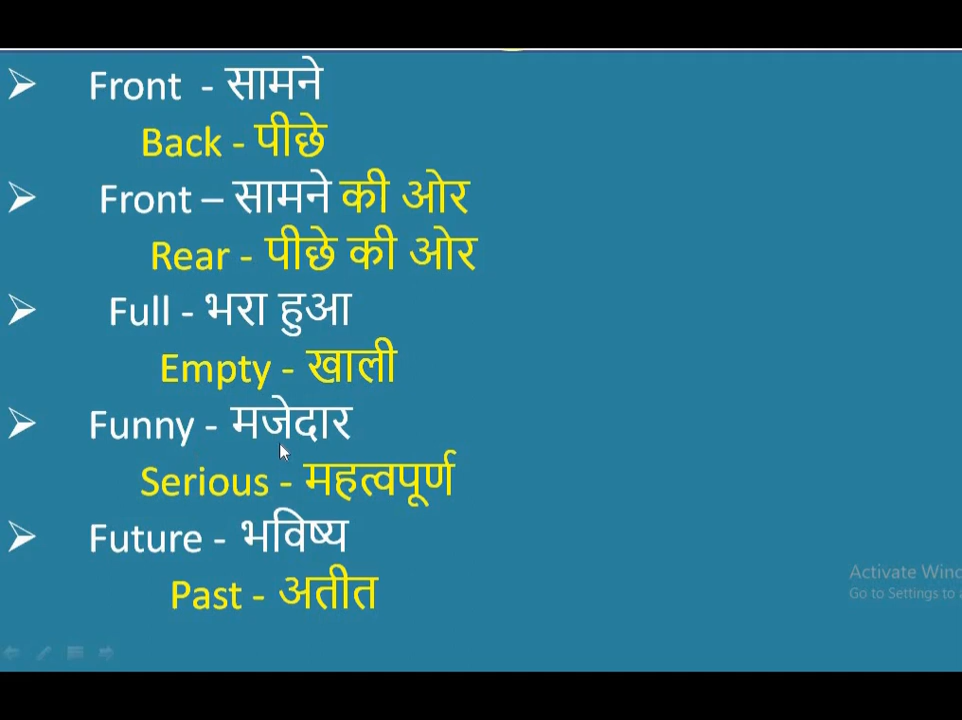 ➢ Front - सामने
Back - पीछे
➢ Front – सामने की ओर
Rear - पीछे की ओर
➢ Full - भरा हुआ
Empty - खाली
➢ Funny - मजेदार
Serious - महत्वपूर्ण
➢ Future - भविष्य
Past - अतीत
Activate Wind
Go to Settings to a